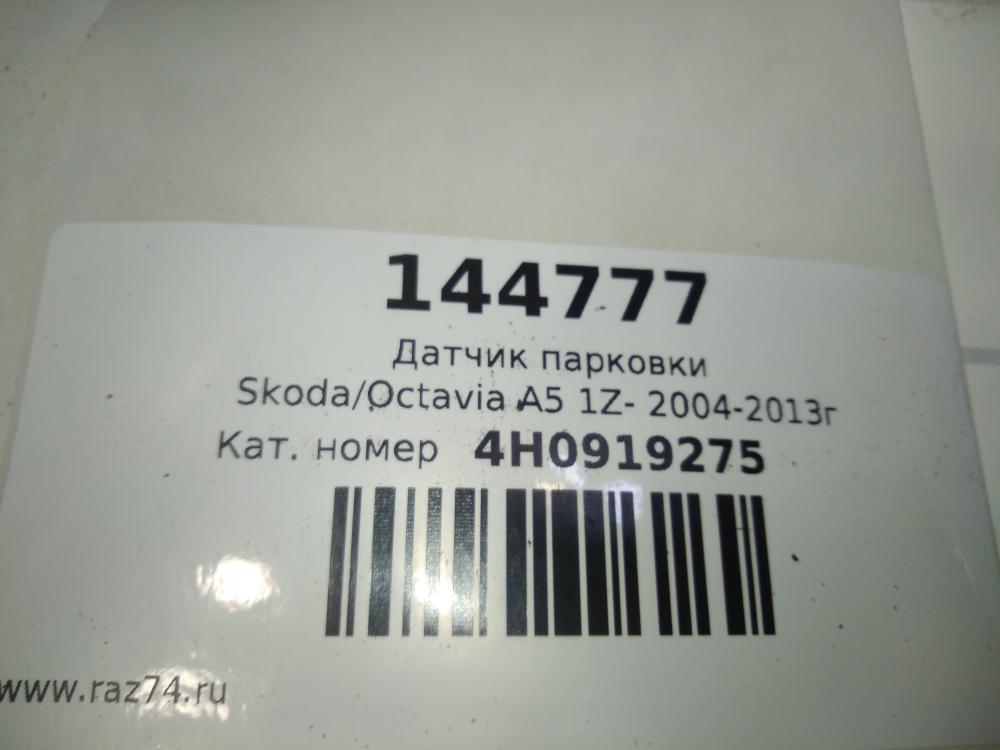 144777
Датчик парковки
Skoda/Octavia A5 1Z- 2004-2013г
Кат. номер 4H0919275
www.raz74.ru